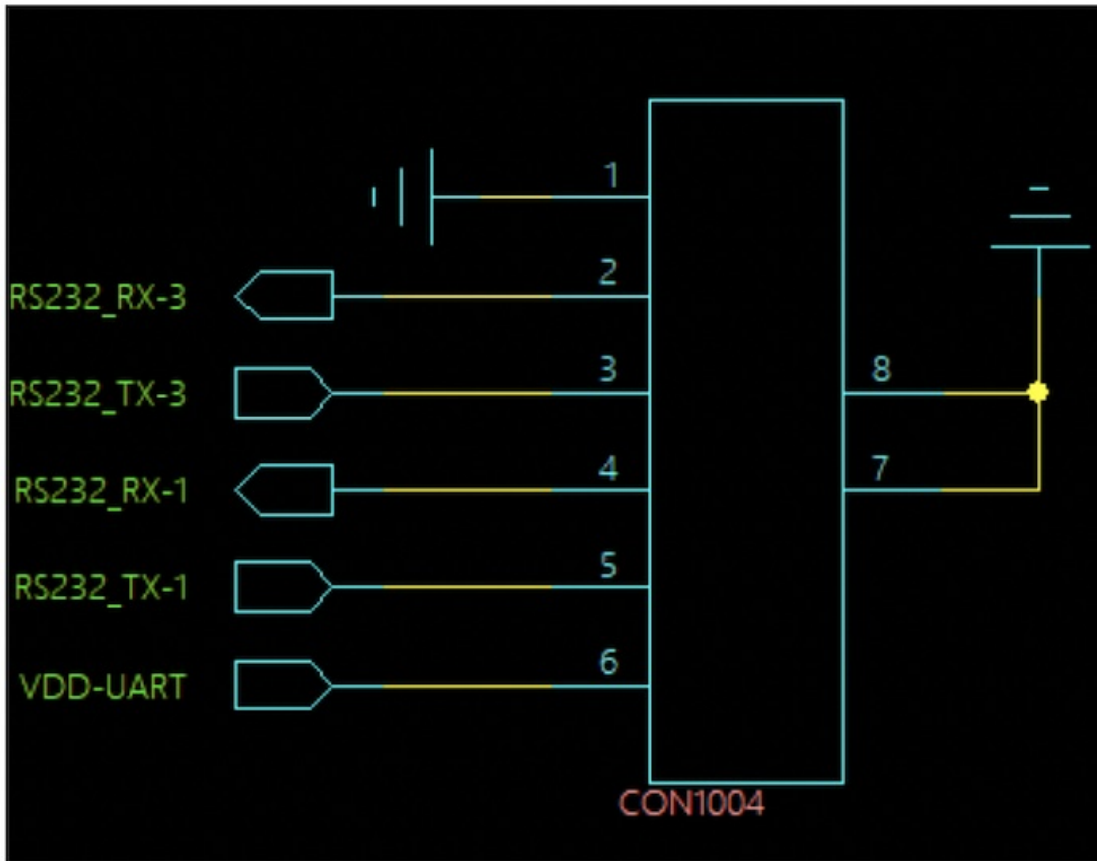 1
RS232_RX-3
2
RS232_TX-3
3
8
RS232_RX-1
4
7
RS232_TX-1
5
VDD-UART
6
CON1004